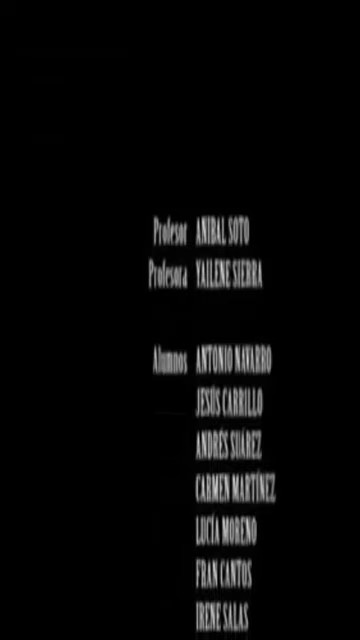 Profesor ANIBAL SOTO
Profesora YAILENE SIERRA
Alumnos ANTONIO NAVARRO
JESÚS CARRILLO
ANDRÉS SUÁREZ
CARMEN MARTÍNEZ
LUCÍA MORENO
FRAN CANTOS
IRENE SALAS